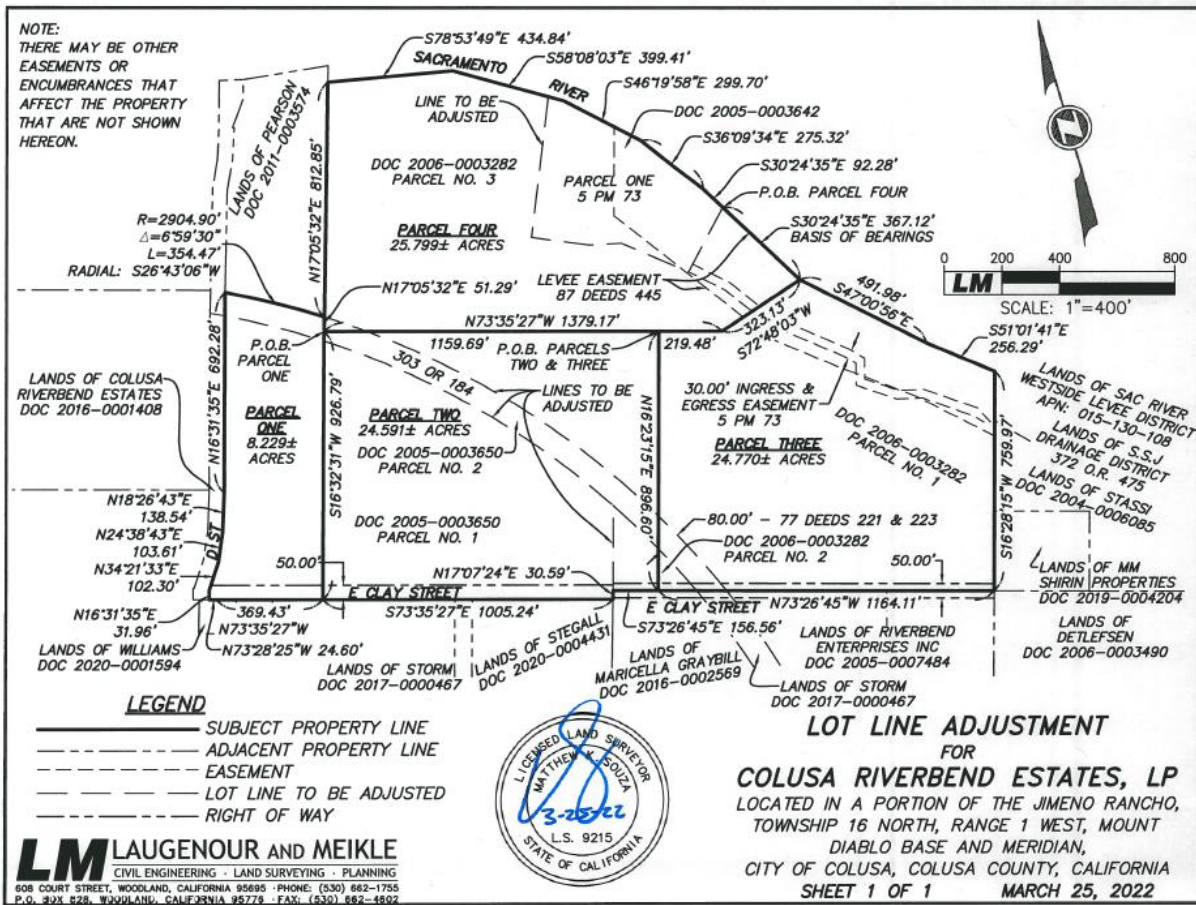 NOTE:
THERE MAY BE OTHER
EASEMENTS OR
ENCUMBRANCES THAT
AFFECT THE PROPERTY
THAT ARE NOT SHOWN
HEREON.
S78°53'49"E 434.84'
SACRAMENTO
RIVER
S58°08'03"E 399.41'
S46°19'58"E 299.70'
LINE TO BE
ADJUSTED
DOC 2005-0003642
S36°09'34"E 275.32'
S30°24'35"E 92.28'
P.O.B. PARCEL FOUR
S30°24'35"E 367.12'
BASIS OF BEARINGS
LANDS OF PEARSON
DOC 2011-0003574
N17°05'32"E 812.85'
DOC 2006-0003282
PARCEL NO. 3
PARCEL ONE
5 PM 73
PARCEL FOUR
25.799± ACRES
R=2904.90'
Δ=6°59'30"
L=354.47'
RADIAL: S26°43'06"W
N17°05'32"E 51.29'
LEVEE EASEMENT
87 DEEDS 445
491.98'
S47°00'56"E
0 200 400 800
LM
SCALE: 1"=400'
N73°35'27"W 1379.17'
1159.69'
P.O.B. PARCELS
TWO & THREE
219.48'
323.13'
S72°48'03"W
S51°01'41"E
256.29'
P.O.B.
PARCEL
ONE
303 OR 184
LINES TO BE
ADJUSTED
30.00' INGRESS &
EGRESS EASEMENT
5 PM 73
LANDS OF SAC RIVER
WESTSIDE LEVEE DISTRICT
APN: 015-130-108
LANDS OF S.S.J
DRAINAGE DISTRICT
372 O.R. 475
LANDS OF STASSI
DOC 2004-0006085
LANDS OF COLUSA
RIVERBEND ESTATES
DOC 2016-0001408
N16°31'35"E 692.28'
PARCEL
ONE
8.229±
ACRES
S16°32'31"W 926.79'
PARCEL TWO
24.591± ACRES
DOC 2005-0003650
PARCEL NO. 2
N16°23'15"E 896.60'
PARCEL THREE
24.770± ACRES
DOC 2006-0003282
PARCEL NO. 1
S16°28'15"W 759.97'
N18°26'43"E
138.54'
N24°38'43"E
103.61'
N34°21'33"E
102.30'
DIST
DOC 2005-0003650
PARCEL NO. 1
80.00' - 77 DEEDS 221 & 223
DOC 2006-0003282
PARCEL NO. 2
50.00'
N17°07'24"E 30.59'
50.00'
E CLAY STREET
E CLAY STREET
N73°26'45"W 1164.11'
LANDS OF MM
SHIRIN PROPERTIES
DOC 2019-0004204
N16°31'35"E
31.96'
369.43'
N73°35'27"W
S73°35'27"E 1005.24'
S73°26'45"E 156.56'
N73°28'25"W 24.60'
LANDS OF WILLIAMS
DOC 2020-0001594
LANDS OF STORM
DOC 2017-0000467
LANDS OF STEGALL
DOC 2020-0004431
LANDS OF
MARICELLA GRAYBILL
DOC 2016-0002569
LANDS OF RIVERBEND
ENTERPRISES INC
DOC 2005-0007484
LANDS OF
DETLEFSEN
DOC 2006-0003490
LANDS OF STORM
DOC 2017-0000467
LEGEND
SUBJECT PROPERTY LINE
ADJACENT PROPERTY LINE
EASEMENT
LOT LINE TO BE ADJUSTED
RIGHT OF WAY
LM LAUGENOUR AND MEIKLE
CIVIL ENGINEERING · LAND SURVEYING · PLANNING
608 COURT STREET, WOODLAND, CALIFORNIA 95695 · PHONE: (530) 662-1755
P.O. BOX 828, WOODLAND, CALIFORNIA 95776 · FAX: (530) 662-4602
LICENSED LAND SURVEYOR
MATTHEW K. SOUZA
3-25-22
L.S. 9215
STATE OF CALIFORNIA
LOT LINE ADJUSTMENT
FOR
COLUSA RIVERBEND ESTATES, LP
LOCATED IN A PORTION OF THE JIMENO RANCHO,
TOWNSHIP 16 NORTH, RANGE 1 WEST, MOUNT
DIABLO BASE AND MERIDIAN,
CITY OF COLUSA, COLUSA COUNTY, CALIFORNIA
SHEET 1 OF 1 MARCH 25, 2022